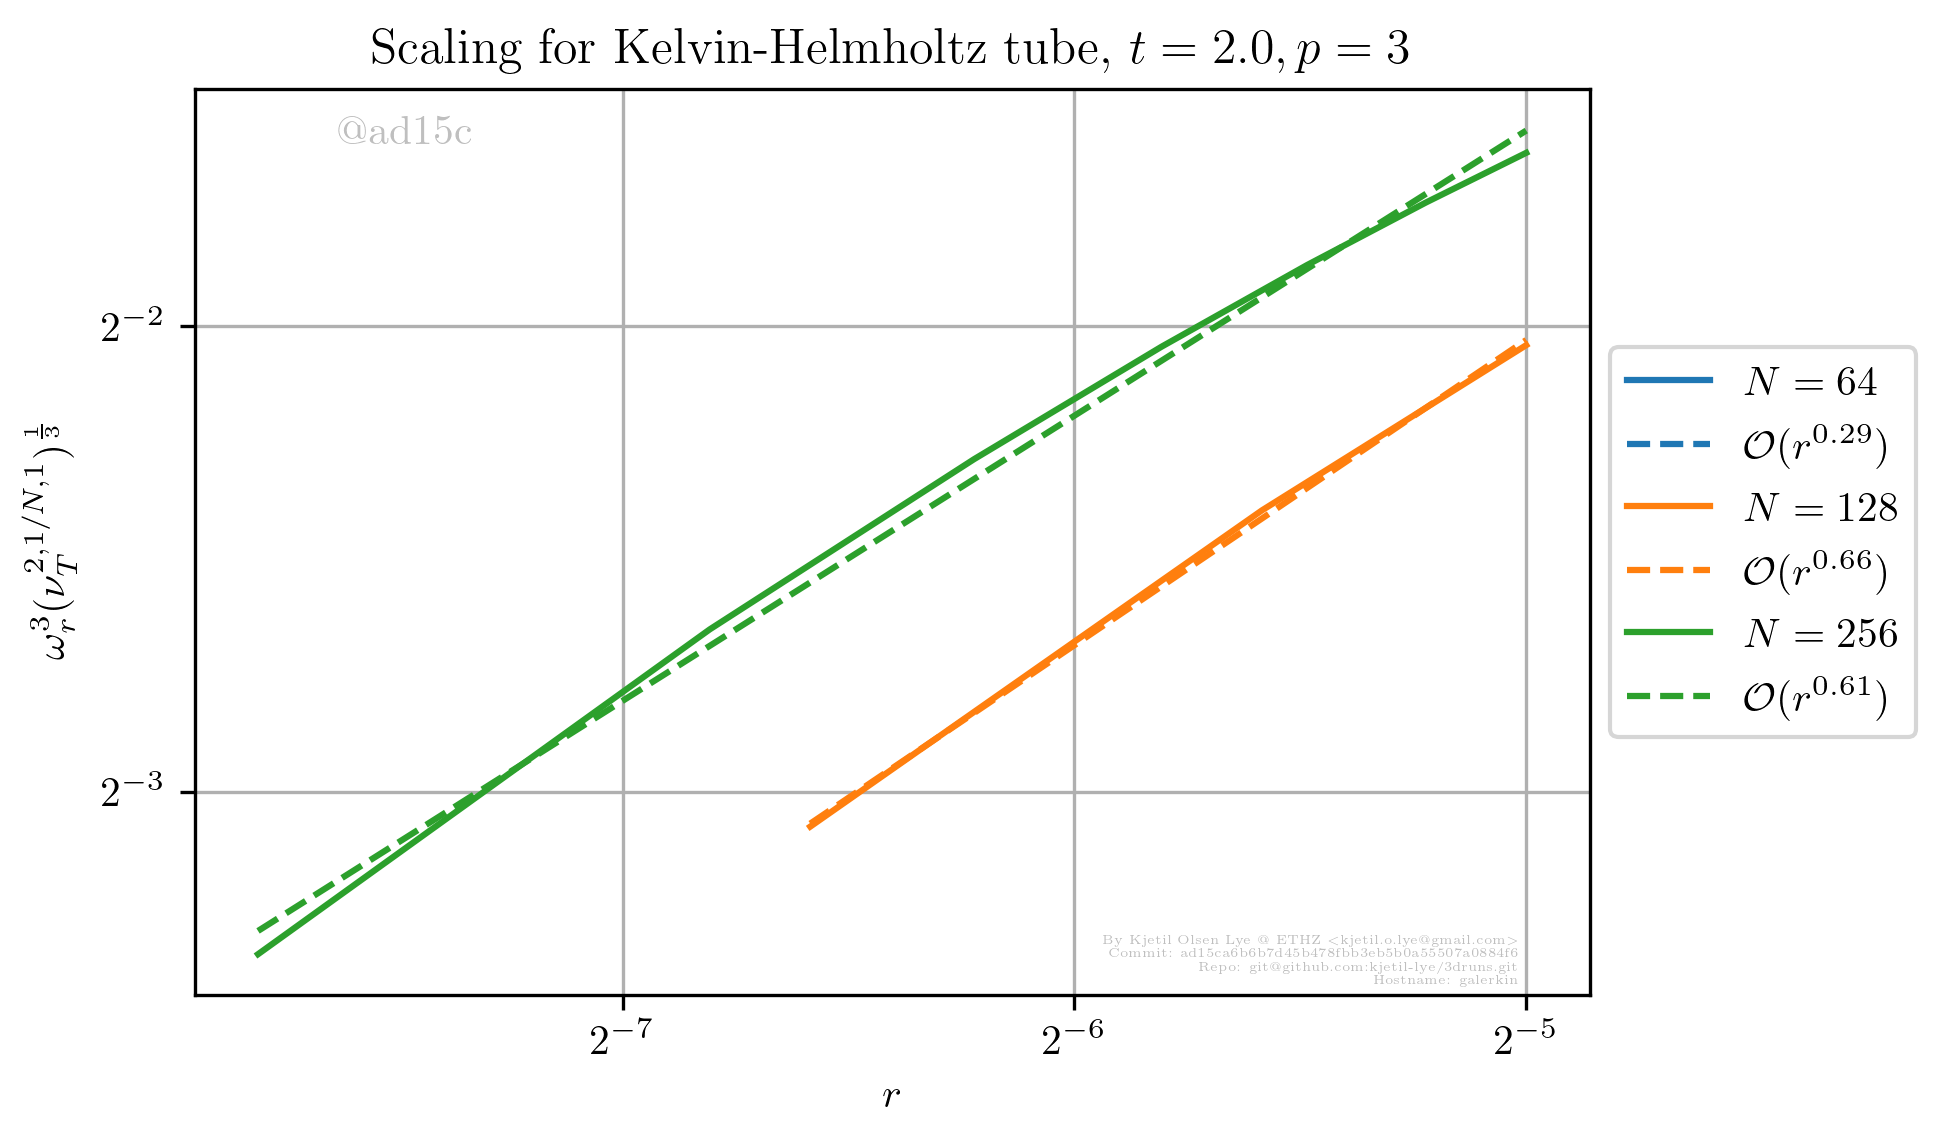 Scaling for Kelvin-Helmholtz tube, t = 2.0, p = 3
@ad15c
2^{-2}
2^{-3}
ω_r^3(ν_T^{2,1/N,1})^{\frac{1}{3}}
N = 64
𝒪(r^{0.29})
N = 128
𝒪(r^{0.66})
N = 256
𝒪(r^{0.61})
By Kjetil Olsen Lye @ ETHZ <kjetil.o.lye@gmail.com>
Commit: ad15ca6b6b7d45b478fbb3eb5b0a55507a0884f6
Repo: git@github.com:kjetil-lye/3druns.git
Hostname: galerkin
2^{-7} 2^{-6} 2^{-5}
r